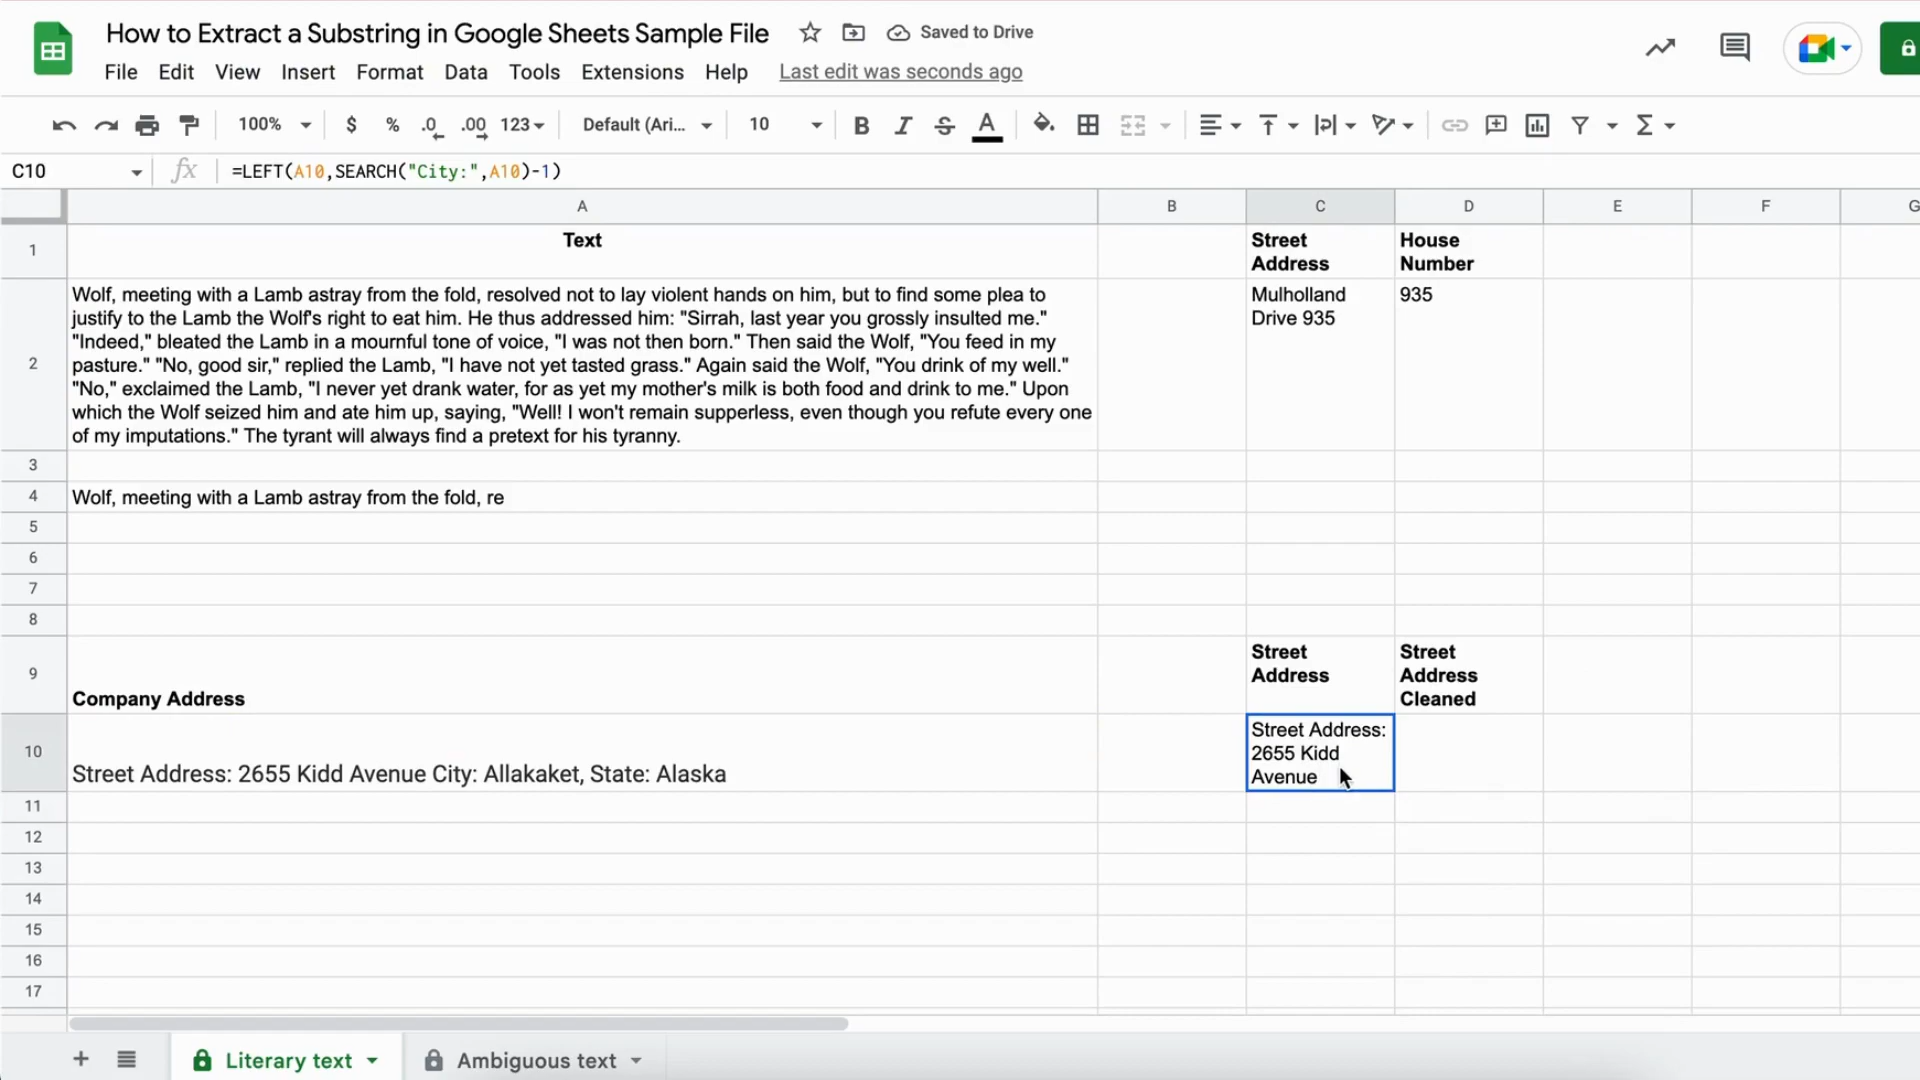 How to Extract a Substring in Google Sheets Sample File Saved to Drive
File Edit View Insert Format Data Tools Extensions Help Last edit was seconds ago
100% $ % .0 .00 123 Default (Ari... 10 B I S A
C10 fx =LEFT(A10,SEARCH("City:",A10)-1)
A B C D E F G
1 Text Street Address House Number
2 Wolf, meeting with a Lamb astray from the fold, resolved not to lay violent hands on him, but to find some plea to
justify to the Lamb the Wolf's right to eat him. He thus addressed him: "Sirrah, last year you grossly insulted me."
"Indeed," bleated the Lamb in a mournful tone of voice, "I was not then born." Then said the Wolf, "You feed in my
pasture." "No, good sir," replied the Lamb, "I have not yet tasted grass." Again said the Wolf, "You drink of my well."
"No," exclaimed the Lamb, "I never yet drank water, for as yet my mother's milk is both food and drink to me." Upon
which the Wolf seized him and ate him up, saying, "Well! I won't remain supperless, even though you refute every one
of my imputations." The tyrant will always find a pretext for his tyranny.
Mulholland
Drive 935
935
3
4 Wolf, meeting with a Lamb astray from the fold, re
5
6
7
8
9 Company Address
Street
Address
Street
Address
Cleaned
10 Street Address: 2655 Kidd Avenue City: Allakaket, State: Alaska
Street Address:
2655 Kidd
Avenue
11
12
13
14
15
16
17
Literary text Ambiguous text